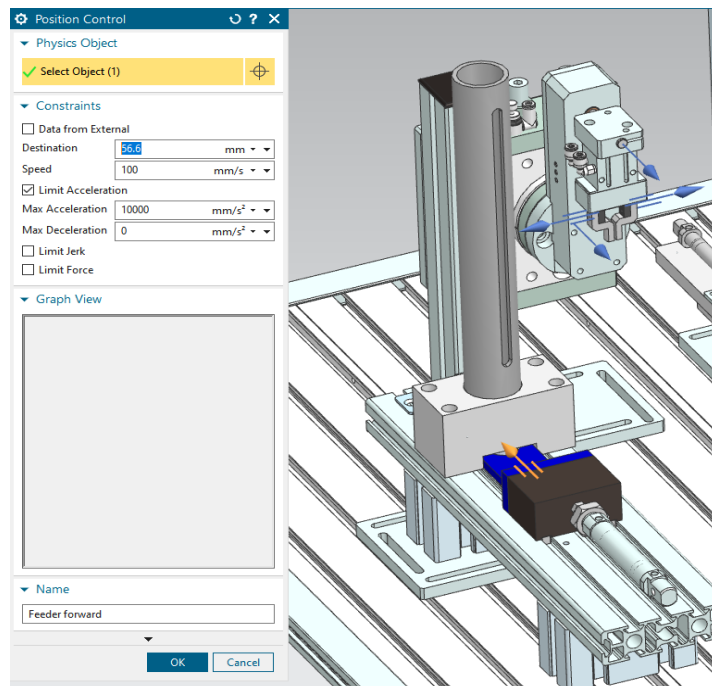 Position Control
Physics Object
Select Object (1)
Constraints
Data from External
Destination 56.6 mm
Speed 100 mm/s
Limit Acceleration
Max Acceleration 10000 mm/s²
Max Deceleration 0 mm/s²
Limit Jerk
Limit Force
Graph View
Name
Feeder forward
OK Cancel